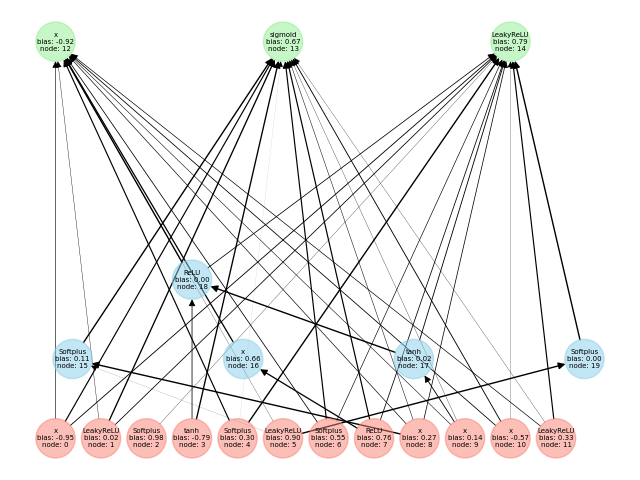 x
bias: -0.92
node: 12
sigmoid
bias: 0.67
node: 13
LeakyReLU
bias: 0.79
node: 14
ReLU
bias: 0.00
node: 18
Softplus
bias: 0.11
node: 15
x
bias: 0.66
node: 16
tanh
bias: 0.02
node: 17
Softplus
bias: 0.00
node: 19
x
bias: -0.95
node: 0
LeakyReLU
bias: 0.02
node: 1
Softplus
bias: 0.98
node: 2
tanh
bias: -0.79
node: 3
Softplus
bias: 0.30
node: 4
LeakyReLU
bias: 0.90
node: 5
Softplus
bias: 0.55
node: 6
ReLU
bias: 0.76
node: 7
x
bias: 0.27
node: 8
x
bias: 0.14
node: 9
x
bias: -0.57
node: 10
LeakyReLU
bias: 0.33
node: 11